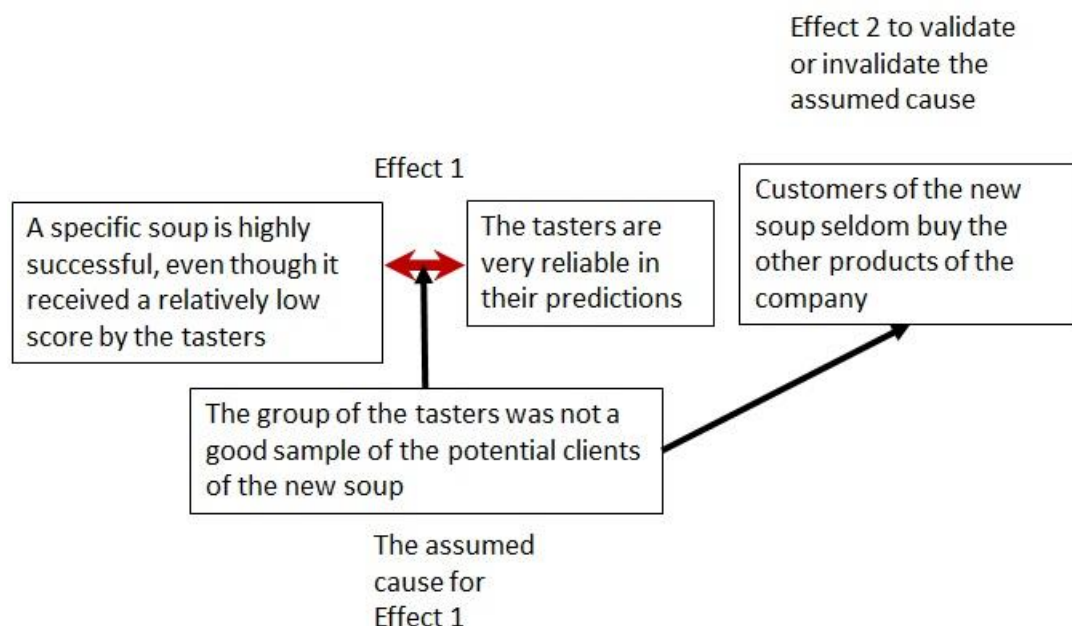 Effect 2 to validate
or invalidate the
assumed cause
Effect 1
A specific soup is highly
successful, even though it
received a relatively low
score by the tasters
The tasters are
very reliable in
their predictions
Customers of the new
soup seldom buy the
other products of the
company
The group of the tasters was not a
good sample of the potential clients
of the new soup
The assumed
cause for
Effect 1